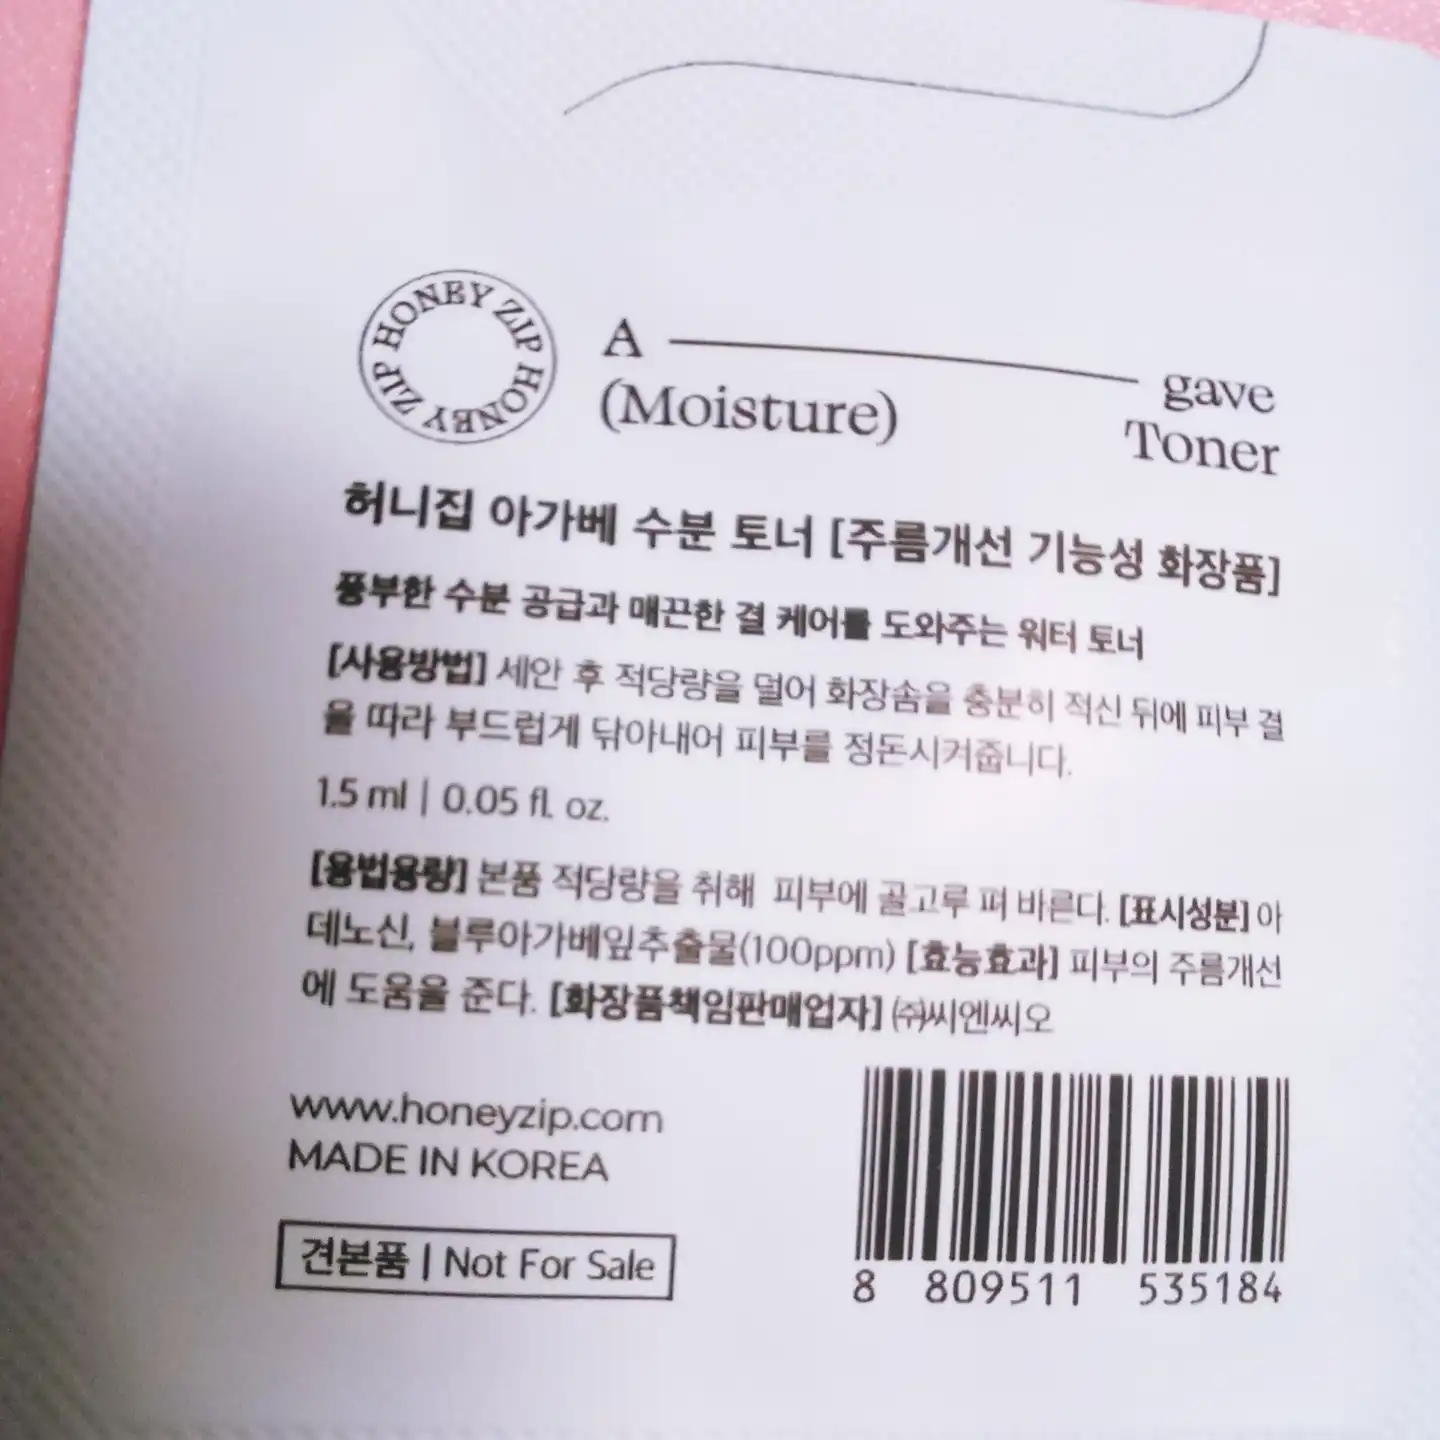 HONEY ZIP HONEY ZIP
A gave
(Moisture) Toner
허니집 아가베 수분 토너 [주름개선 기능성 화장품]
풍부한 수분 공급과 매끈한 결 케어를 도와주는 워터 토너
[사용방법] 세안 후 적당량을 덜어 화장솜을 충분히 적신 뒤에 피부 결
을 따라 부드럽게 닦아내어 피부를 정돈시켜줍니다.
1.5 ml | 0.05 fl. oz.
[용법용량] 본품 적당량을 취해 피부에 골고루 펴 바른다. [표시성분] 아
데노신, 블루아가베잎추출물(100ppm) [효능효과] 피부의 주름개선
에 도움을 준다. [화장품책임판매업자] ㈜씨엔씨오
www.honeyzip.com
MADE IN KOREA
견본품 | Not For Sale
8 809511 535184